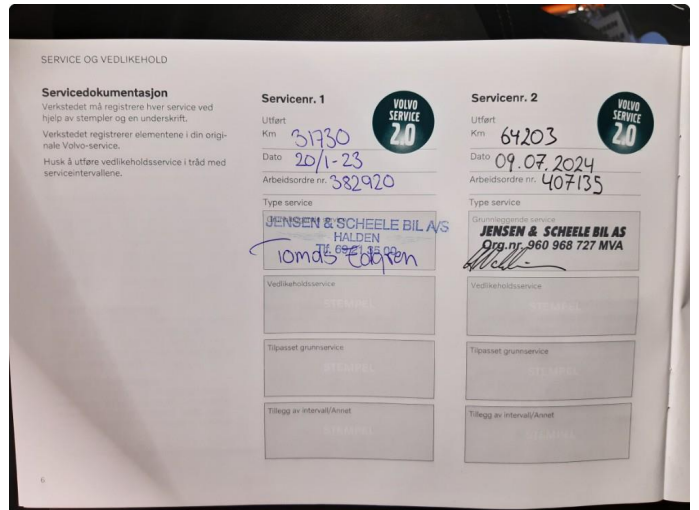 SERVICE OG VEDLIKEHOLD
Servicedokumentasjon
Verkstedet må registrere hver service ved
hjelp av stempler og en underskrift.
Verkstedet registrerer elementene i din origi-
nale Volvo-service.
Husk å utføre vedlikeholdsservice i tråd med
serviceintervallene.
Servicenr. 1
VOLVO
SERVICE
2.0
Utført
Km 31730
Dato 20/1-23
Arbeidsordre nr. 382920
Type service
JENSEN & SCHEELE BIL A/S
HALDEN
Tlf.
Tomas
Vedlikeholdsservice
STEMPEL
Tilpasset grunnservice
STEMPEL
Tillegg av intervall/Annet
STEMPEL
Servicenr. 2
VOLVO
SERVICE
2.0
Utført
Km 64203
Dato 09.07.2024
Arbeidsordre nr. 407135
Type service
Grunnleggende service
JENSEN & SCHEELE BIL AS
Org.nr. 960 968 727 MVA
Vedlikeholdsservice
STEMPEL
Tilpasset grunnservice
STEMPEL
Tillegg av intervall/Annet
STEMPEL
6